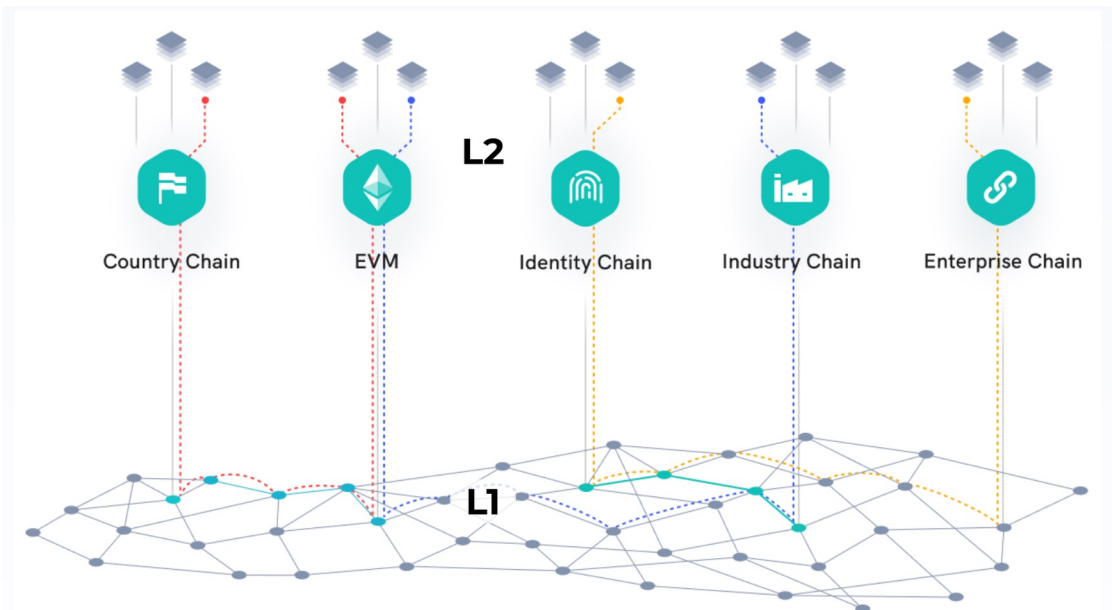 L2
Country Chain
EVM
Identity Chain
Industry Chain
Enterprise Chain
L1